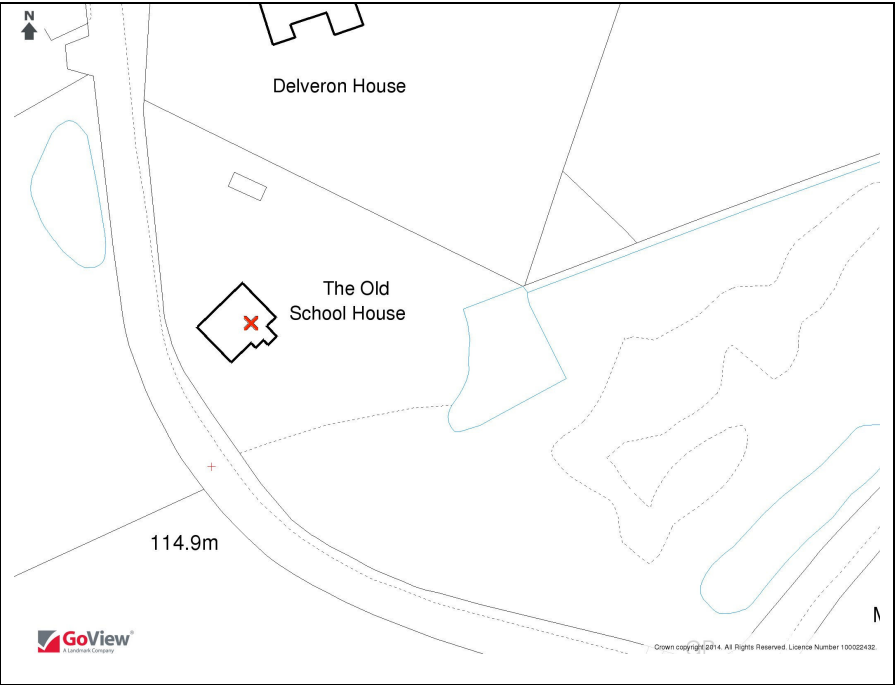 N
Delveron House
The Old
School House
114.9m
GoView®
A Landmark Company
Crown copyright 2014. All Rights Reserved. Licence Number 100022432.